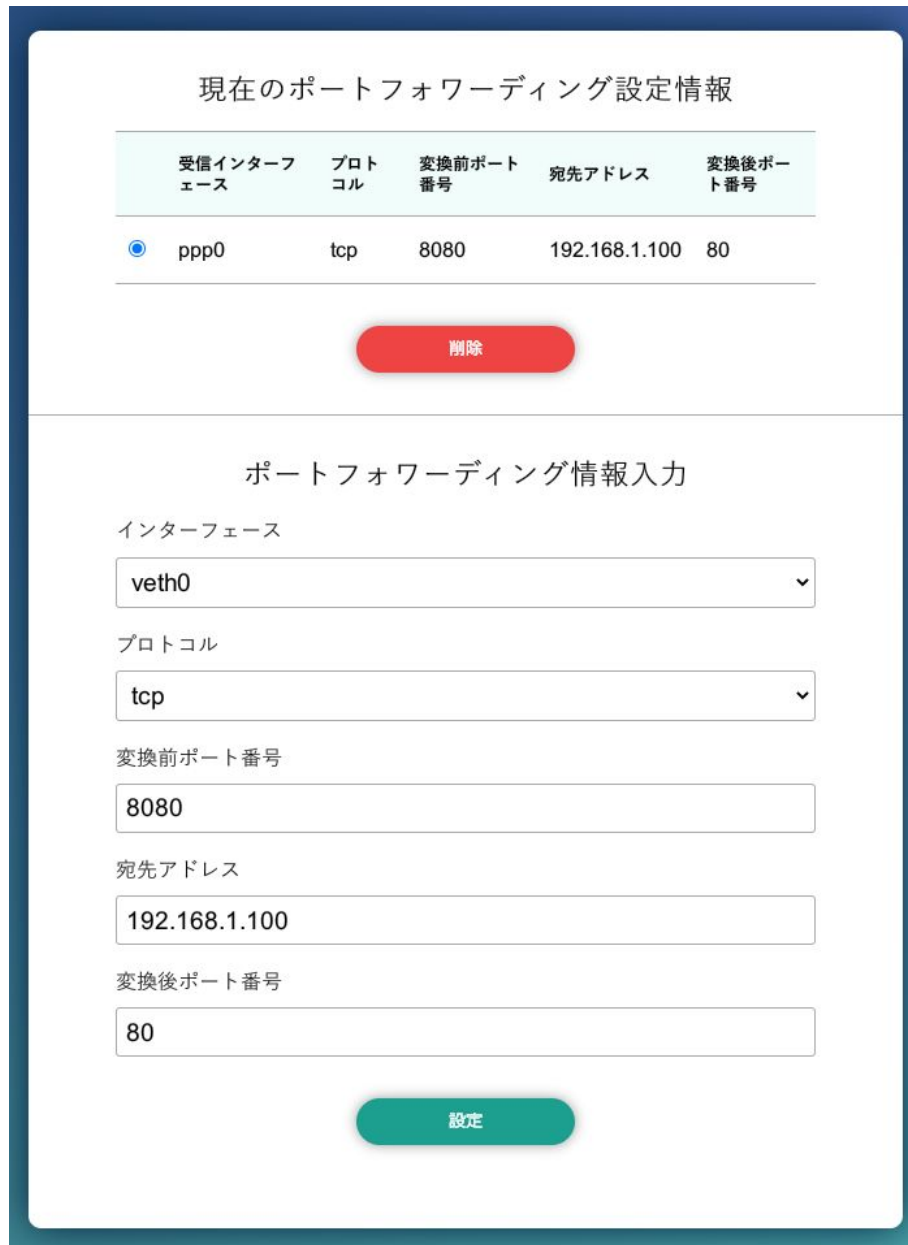 現在のポートフォワーディング設定情報
受信インターフ プロト 変換前ポート 宛先アドレス 変換後ポー
ェース コル 番号 ト番号
ppp0 tcp 8080 192.168.1.100 80
削除
ポートフォワーディング情報入力
インターフェース
veth0
プロトコル
tcp
変換前ポート番号
8080
宛先アドレス
192.168.1.100
変換後ポート番号
80
設定